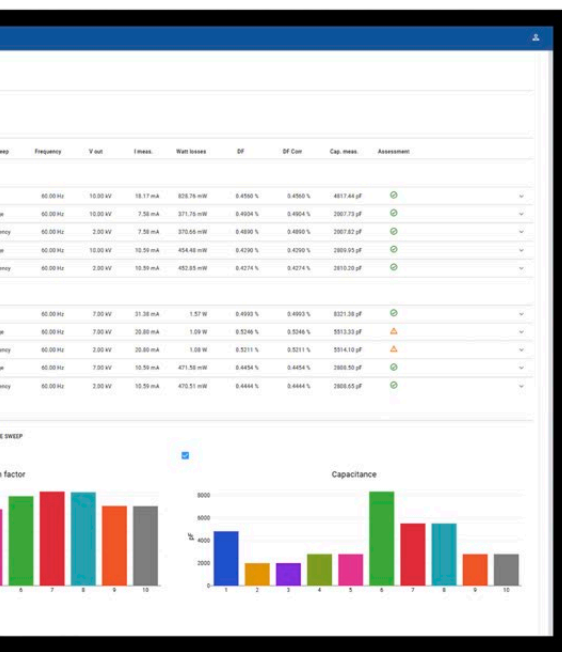 Frequency V out I meas. Watt losses DF DF Corr Cap. meas. Assessment
60.00 Hz 10.00 kV 18.17 mA 828.76 mW 0.4560 % 0.4560 % 4817.44 pF
60.00 Hz 10.00 kV 7.58 mA 371.76 mW 0.4904 % 0.4904 % 2007.73 pF
60.00 Hz 2.00 kV 7.58 mA 370.66 mW 0.4890 % 0.4890 % 2007.82 pF
60.00 Hz 10.00 kV 10.59 mA 454.48 mW 0.4290 % 0.4290 % 2809.95 pF
60.00 Hz 2.00 kV 10.59 mA 452.85 mW 0.4274 % 0.4274 % 2810.20 pF
60.00 Hz 7.00 kV 31.38 mA 1.57 W 0.4993 % 0.4993 % 8321.38 pF
60.00 Hz 7.00 kV 20.80 mA 1.09 W 0.5246 % 0.5246 % 5513.33 pF
60.00 Hz 2.00 kV 20.80 mA 1.08 W 0.5211 % 0.5211 % 5514.10 pF
60.00 Hz 7.00 kV 10.59 mA 471.58 mW 0.4454 % 0.4454 % 2808.50 pF
60.00 Hz 2.00 kV 10.59 mA 470.51 mW 0.4444 % 0.4444 % 2808.65 pF
E SWEEP
factor
Capacitance
8000
6000
4000
2000
0
pF
6 7 8 9 10
1 2 3 4 5 6 7 8 9 10